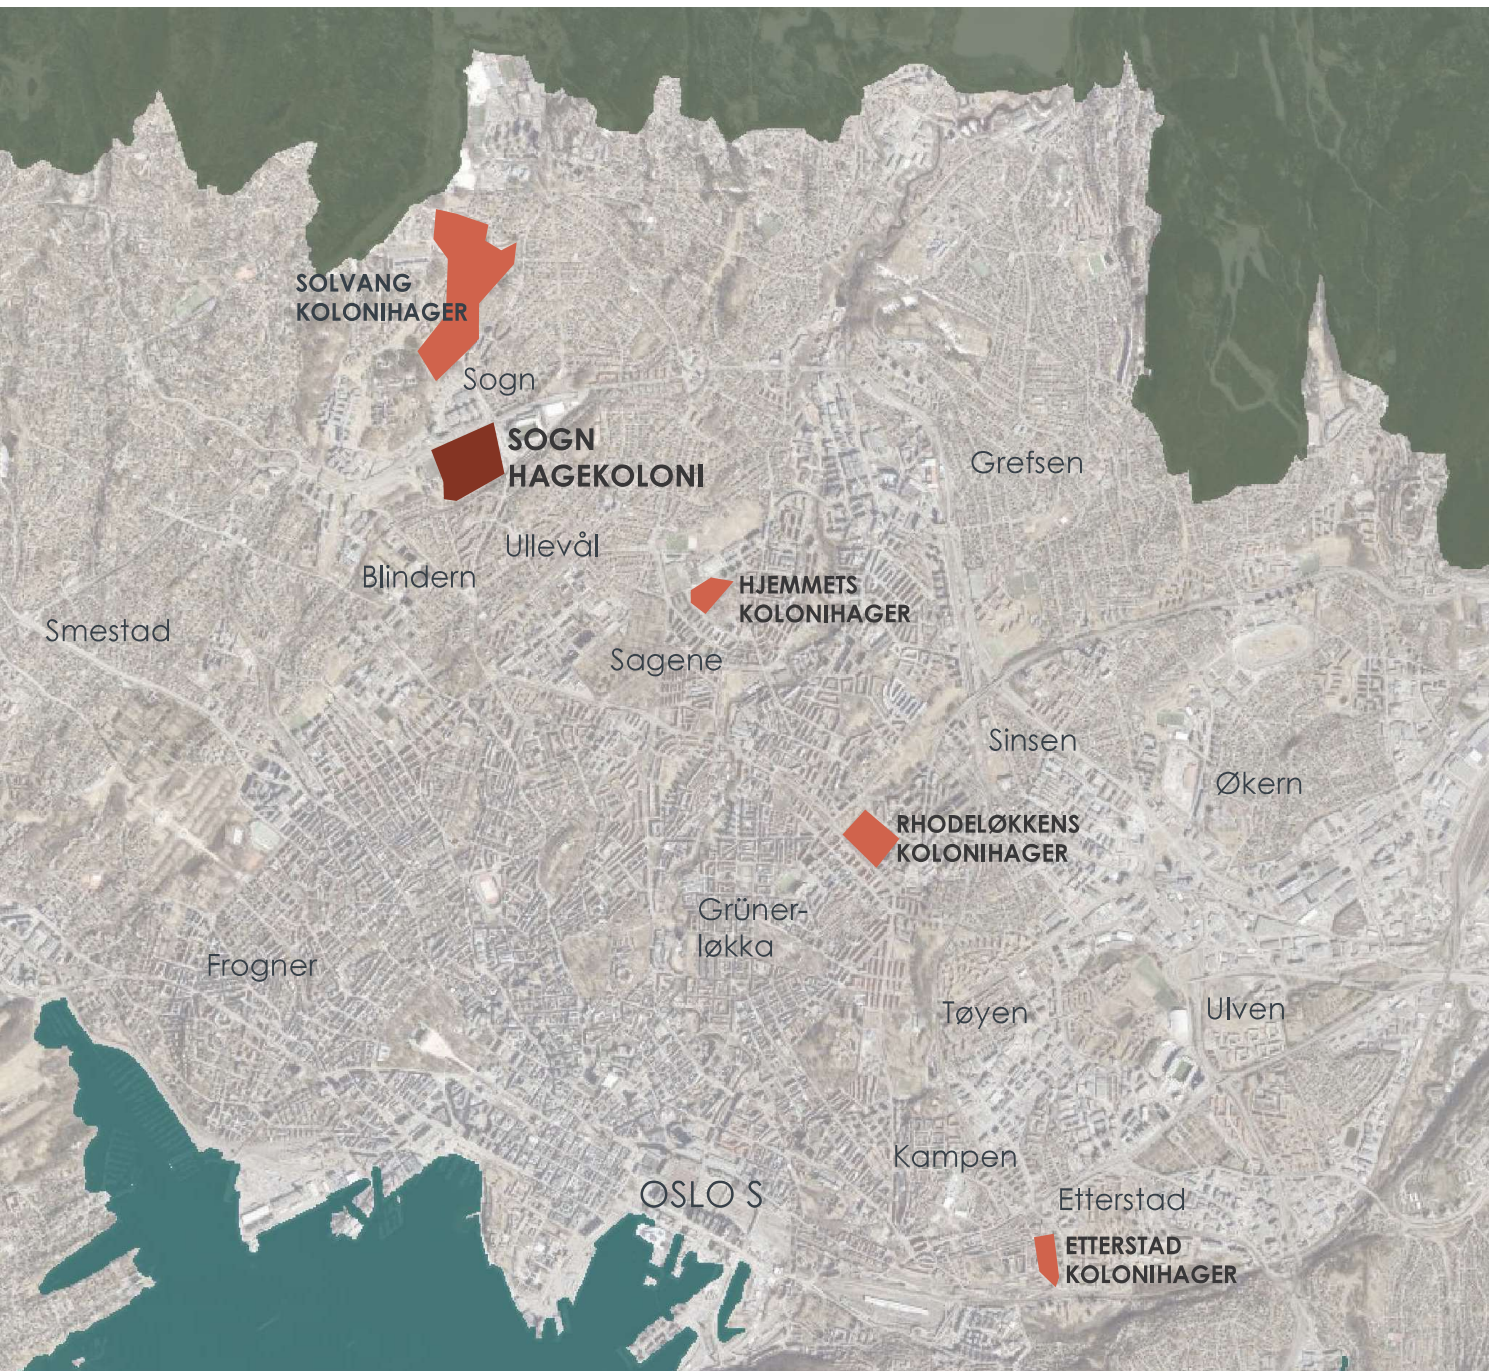 SOLVANG
KOLONIHAGER
Sogn
SOGN
HAGEKOLONI
Grefsen
Ullevål
Blindern
HJEMMETS
KOLONIHAGER
Smestad
Sagene
Sinsen
Økern
RHODELØKKENS
KOLONIHAGER
Grüner-
løkka
Frogner
Tøyen
Ulven
Kampen
OSLO S
Etterstad
ETTERSTAD
KOLONIHAGER